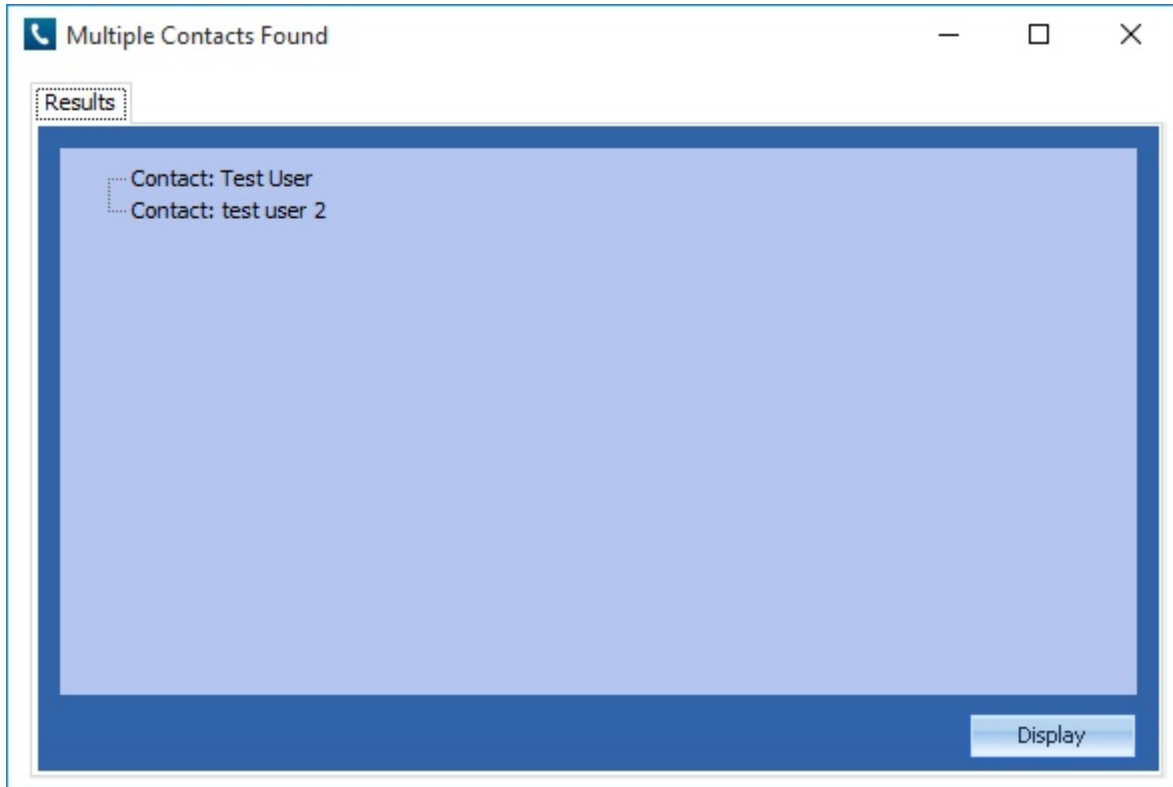 Multiple Contacts Found
Results
Contact: Test User
Contact: test user 2
Display